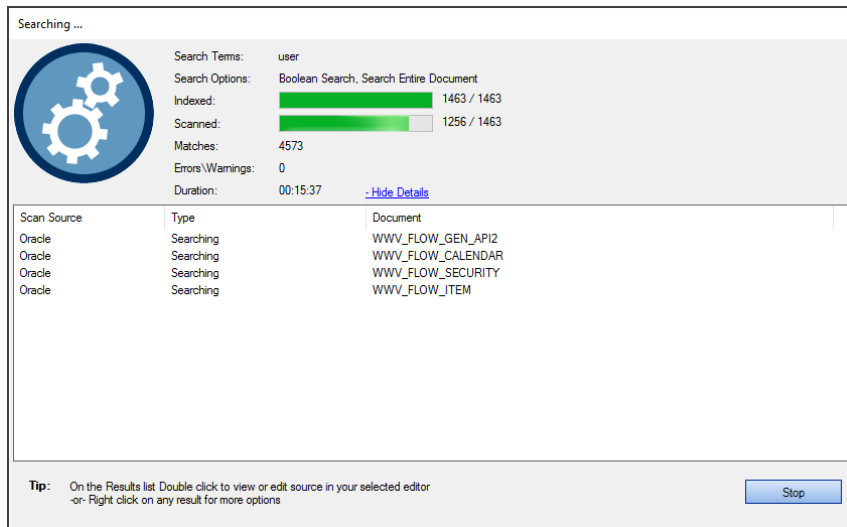 Searching ...
Search Terms: user
Search Options: Boolean Search, Search Entire Document
Indexed: 1463 / 1463
Scanned: 1256 / 1463
Matches: 4573
Errors\Warnings: 0
Duration: 00:15:37 - Hide Details
Scan Source Type Document
Oracle Searching WWV_FLOW_GEN_API2
Oracle Searching WWV_FLOW_CALENDAR
Oracle Searching WWV_FLOW_SECURITY
Oracle Searching WWV_FLOW_ITEM
Tip: On the Results list Double click to view or edit source in your selected editor
-or- Right click on any result for more options
Stop